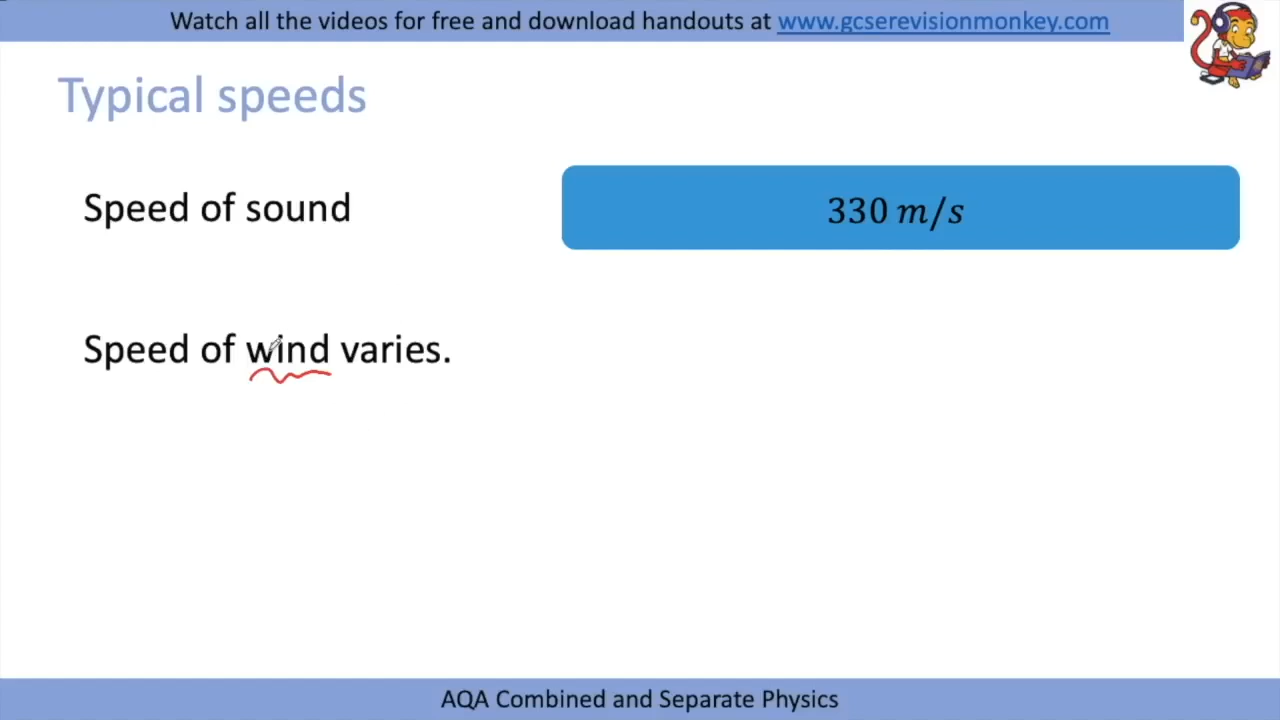 Watch all the videos for free and download handouts at www.gcserevisionmonkey.com
Typical speeds
Speed of sound
330 m/s
Speed of wind varies.
AQA Combined and Separate Physics